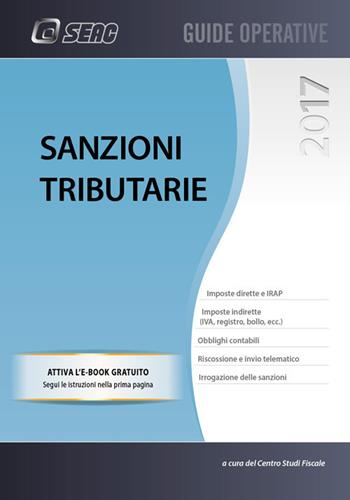 SEAC
GUIDE OPERATIVE
2017
SANZIONI
TRIBUTARIE
Imposte dirette e IRAP
Imposte indirette
(IVA, registro, bollo, ecc.)
Obblighi contabili
Riscossione e invio telematico
Irrogazione delle sanzioni
ATTIVA L'E-BOOK GRATUITO
Segui le istruzioni nella prima pagina
a cura del Centro Studi Fiscale